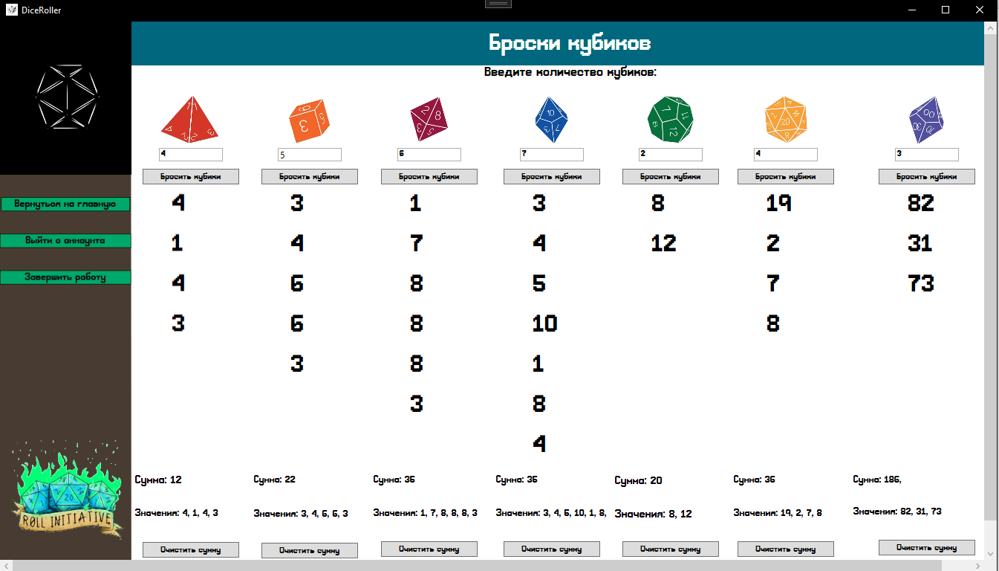 DiceRoller
Броски кубиков
Введите количество кубиков:
4 5 6 7 2 4 3
Бросить кубики Бросить кубики Бросить кубики Бросить кубики Бросить кубики Бросить кубики Бросить кубики
Вернуться на главную
Выйти с аккаунта
Завершить работу
4 3 1 3 8 19 82
1 4 7 4 12 2 31
4 6 8 5 7 73
3 6 8 10 8
3 8 1
3 8
4
Сумма: 12 Сумма: 22 Сумма: 35 Сумма: 35 Сумма: 20 Сумма: 36 Сумма: 186,
Значения: 4, 1, 4, 3 Значения: 3, 4, 6, 6, 3 Значения: 1, 7, 8, 8, 8, 3 Значения: 3, 4, 5, 10, 1, 8, Значения: 8, 12 Значения: 19, 2, 7, 8 Значения: 82, 31, 73
ROLL INITIATIVE
Очистить сумму Очистить сумму Очистить сумму Очистить сумму Очистить сумму Очистить сумму Очистить сумму